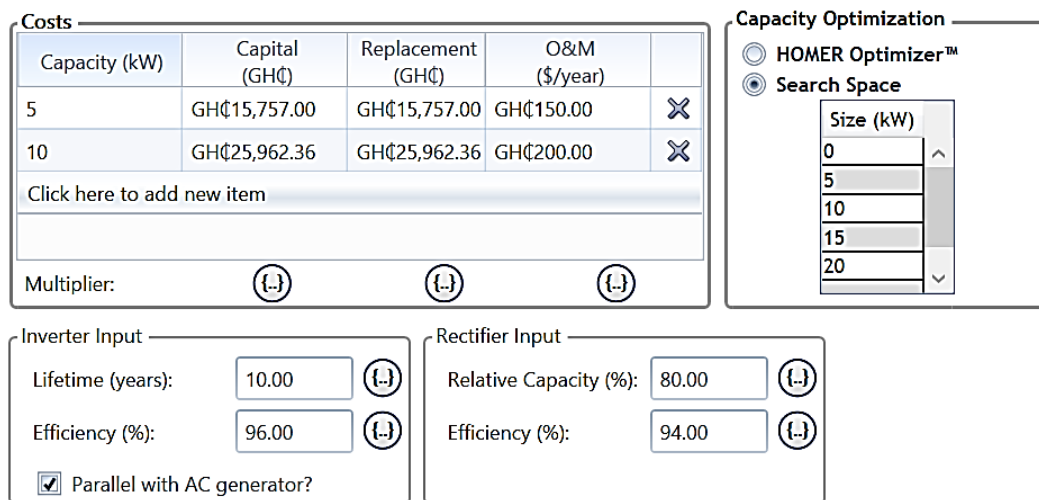 Costs
Capacity (kW) Capital (GH₵) Replacement (GH₵) O&M ($/year)
5 GH₵15,757.00 GH₵15,757.00 GH₵150.00
10 GH₵25,962.36 GH₵25,962.36 GH₵200.00
Click here to add new item
Multiplier: {..} {..} {..}
Capacity Optimization
HOMER Optimizer™
Search Space
Size (kW)
0
5
10
15
20
Inverter Input
Lifetime (years): 10.00 {..}
Efficiency (%): 96.00 {..}
Parallel with AC generator?
Rectifier Input
Relative Capacity (%): 80.00 {..}
Efficiency (%): 94.00 {..}